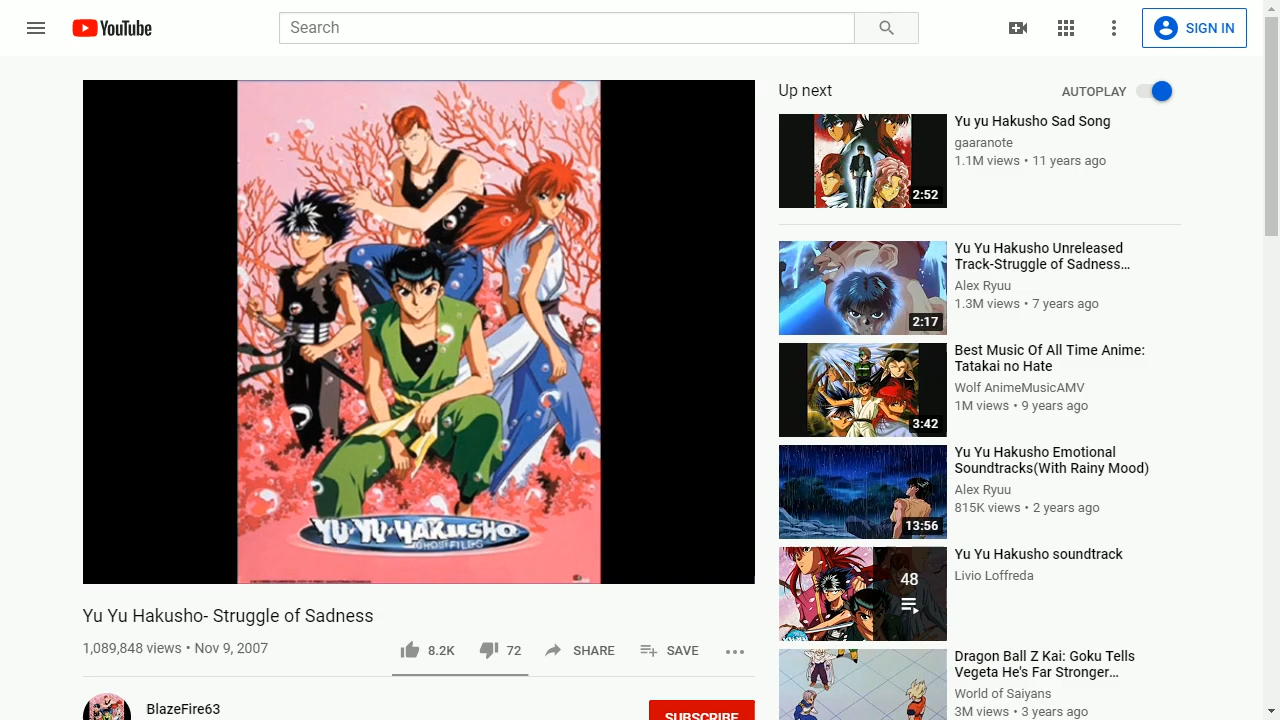 YouTube
Search
SIGN IN
YU·YU·HAKUSHO
GHOST FILES
Yu Yu Hakusho- Struggle of Sadness
1,089,848 views • Nov 9, 2007
8.2K
72
SHARE
SAVE
BlazeFire63
SUBSCRIBE
Up next
AUTOPLAY
2:52
Yu yu Hakusho Sad Song
gaaranote
1.1M views • 11 years ago
2:17
Yu Yu Hakusho Unreleased
Track-Struggle of Sadness…
Alex Ryuu
1.3M views • 7 years ago
3:42
Best Music Of All Time Anime:
Tatakai no Hate
Wolf AnimeMusicAMV
1M views • 9 years ago
13:56
Yu Yu Hakusho Emotional
Soundtracks(With Rainy Mood)
Alex Ryuu
815K views • 2 years ago
48
Yu Yu Hakusho soundtrack
Livio Loffreda
Dragon Ball Z Kai: Goku Tells
Vegeta He's Far Stronger…
World of Saiyans
3M views • 3 years ago